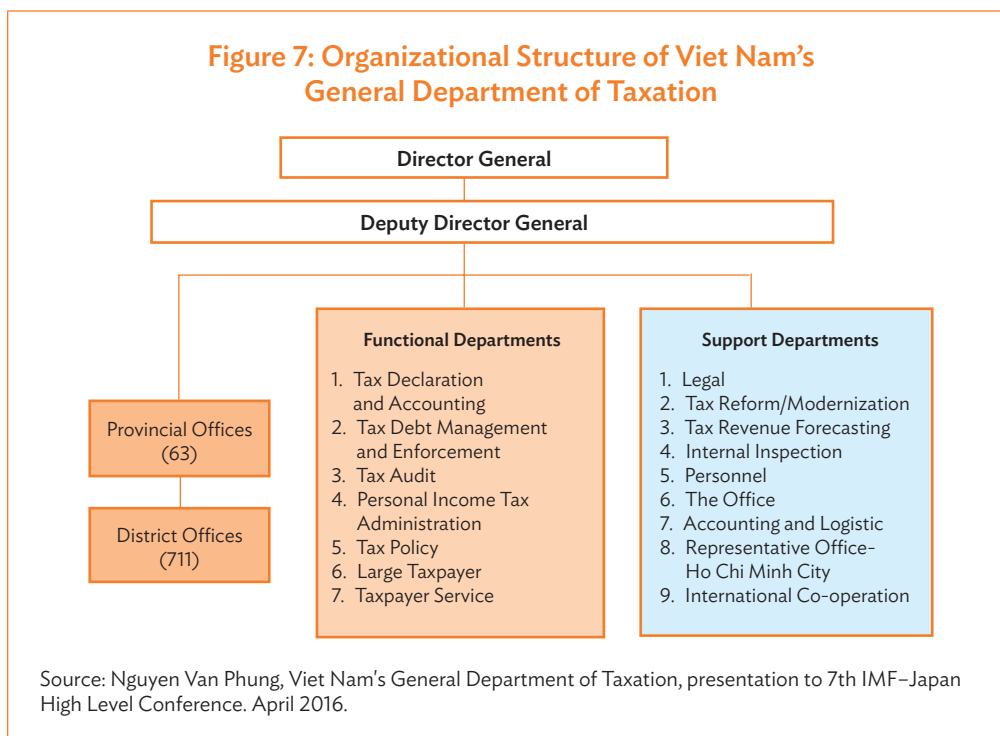 Figure 7: Organizational Structure of Viet Nam’s
General Department of Taxation
Director General
Deputy Director General
Provincial Offices
(63)
District Offices
(711)
Functional Departments
1. Tax Declaration
and Accounting
2. Tax Debt Management
and Enforcement
3. Tax Audit
4. Personal Income Tax
Administration
5. Tax Policy
6. Large Taxpayer
7. Taxpayer Service
Support Departments
1. Legal
2. Tax Reform/Modernization
3. Tax Revenue Forecasting
4. Internal Inspection
5. Personnel
6. The Office
7. Accounting and Logistic
8. Representative Office-
Ho Chi Minh City
9. International Co-operation
Source: Nguyen Van Phung, Viet Nam's General Department of Taxation, presentation to 7th IMF–Japan
High Level Conference. April 2016.